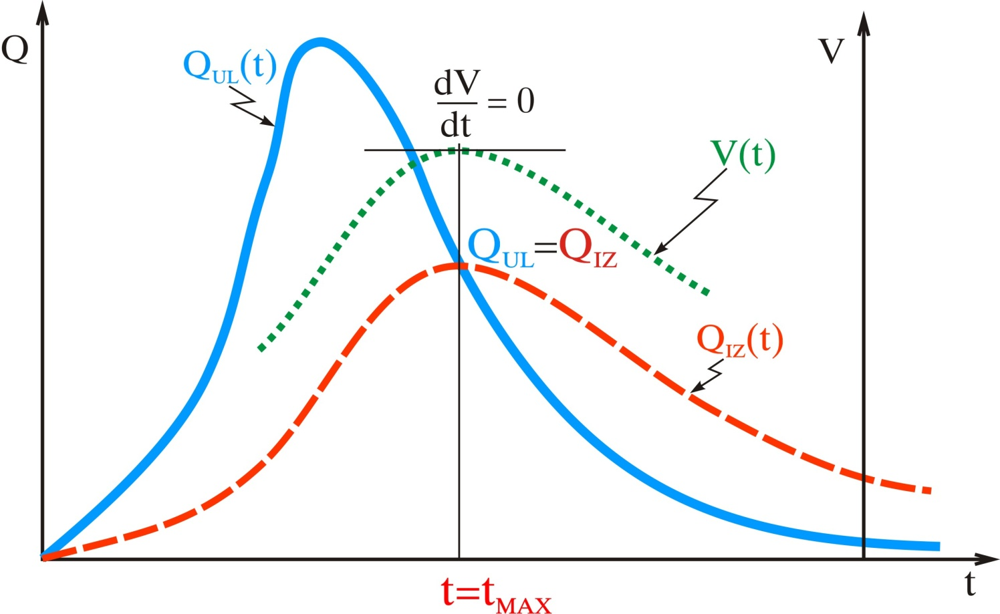 Q
Q_UL(t)
dV
dt
= 0
V
V(t)
Q_UL=Q_IZ
Q_IZ(t)
t=t_MAX
t